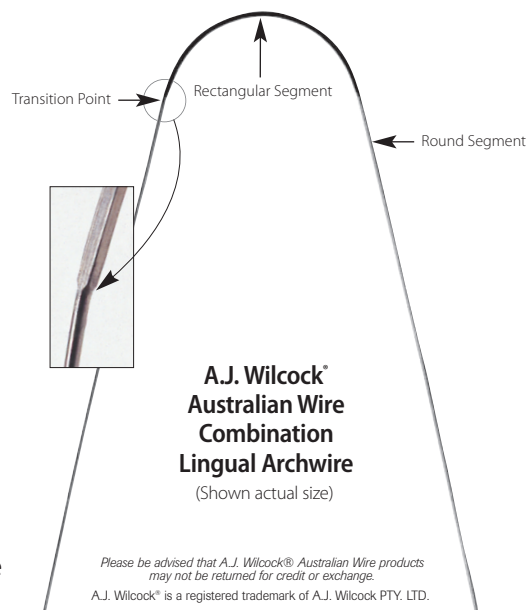 Rectangular Segment
Transition Point
Round Segment
A.J. Wilcock®
Australian Wire
Combination
Lingual Archwire
(Shown actual size)
Please be advised that A.J. Wilcock® Australian Wire products
may not be returned for credit or exchange.
A.J. Wilcock® is a registered trademark of A.J. Wilcock PTY. LTD.